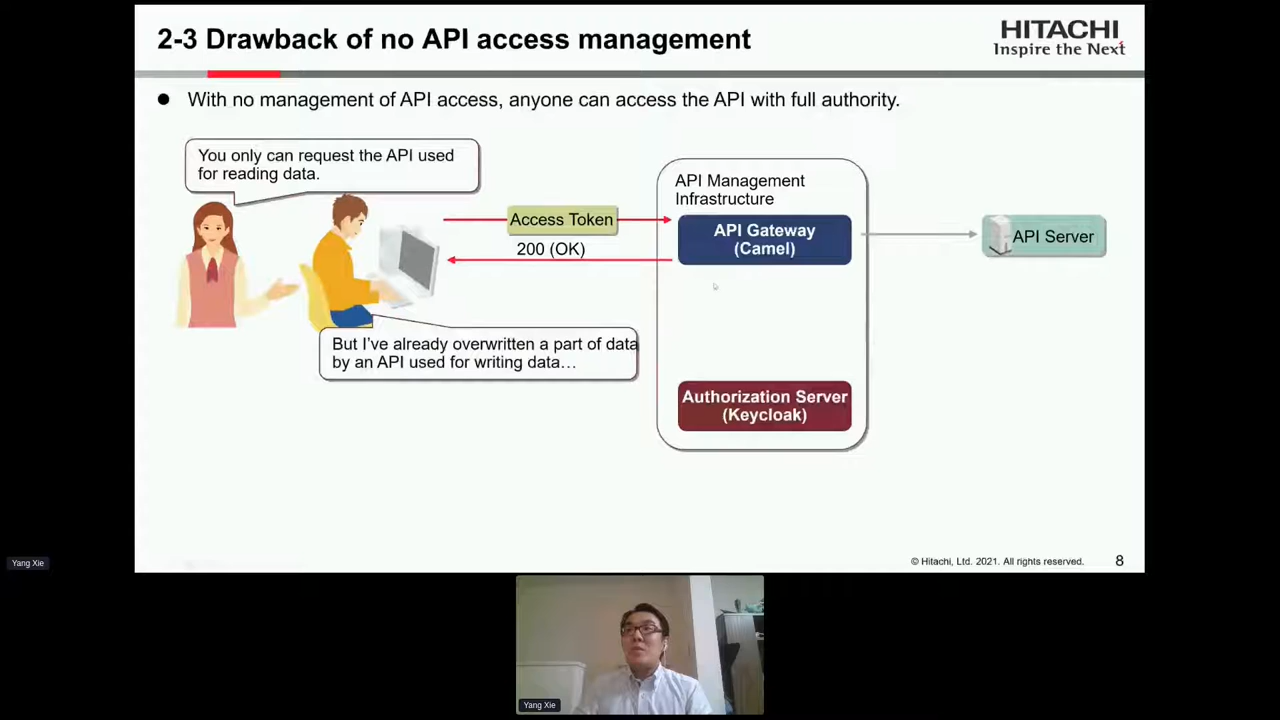 2-3 Drawback of no API access management
HITACHI
Inspire the Next
● With no management of API access, anyone can access the API with full authority.
You only can request the API used
for reading data.
API Management
Infrastructure
Access Token
200 (OK)
API Gateway
(Camel)
API Server
But I've already overwritten a part of data
by an API used for writing data…
Authorization Server
(Keycloak)
© Hitachi, Ltd. 2021. All rights reserved.
8
Yang Xie
Yang Xie